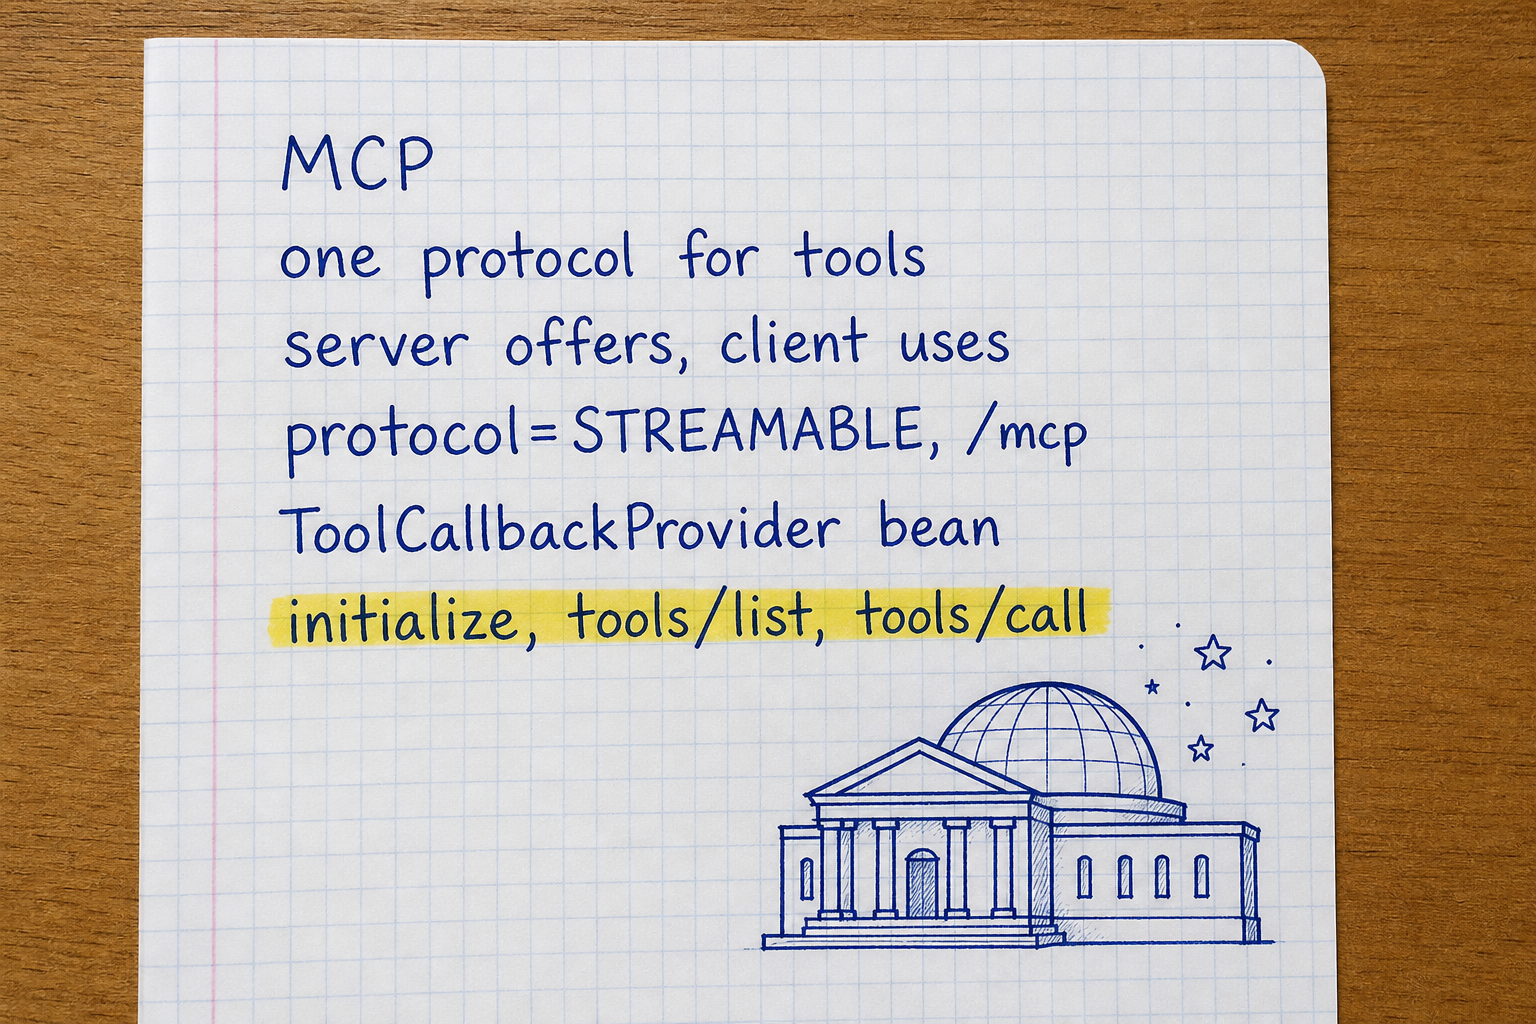 MCP
one protocol for tools
server offers, client uses
protocol=STREAMABLE, /mcp
ToolCallbackProvider bean
initialize, tools/list, tools/call